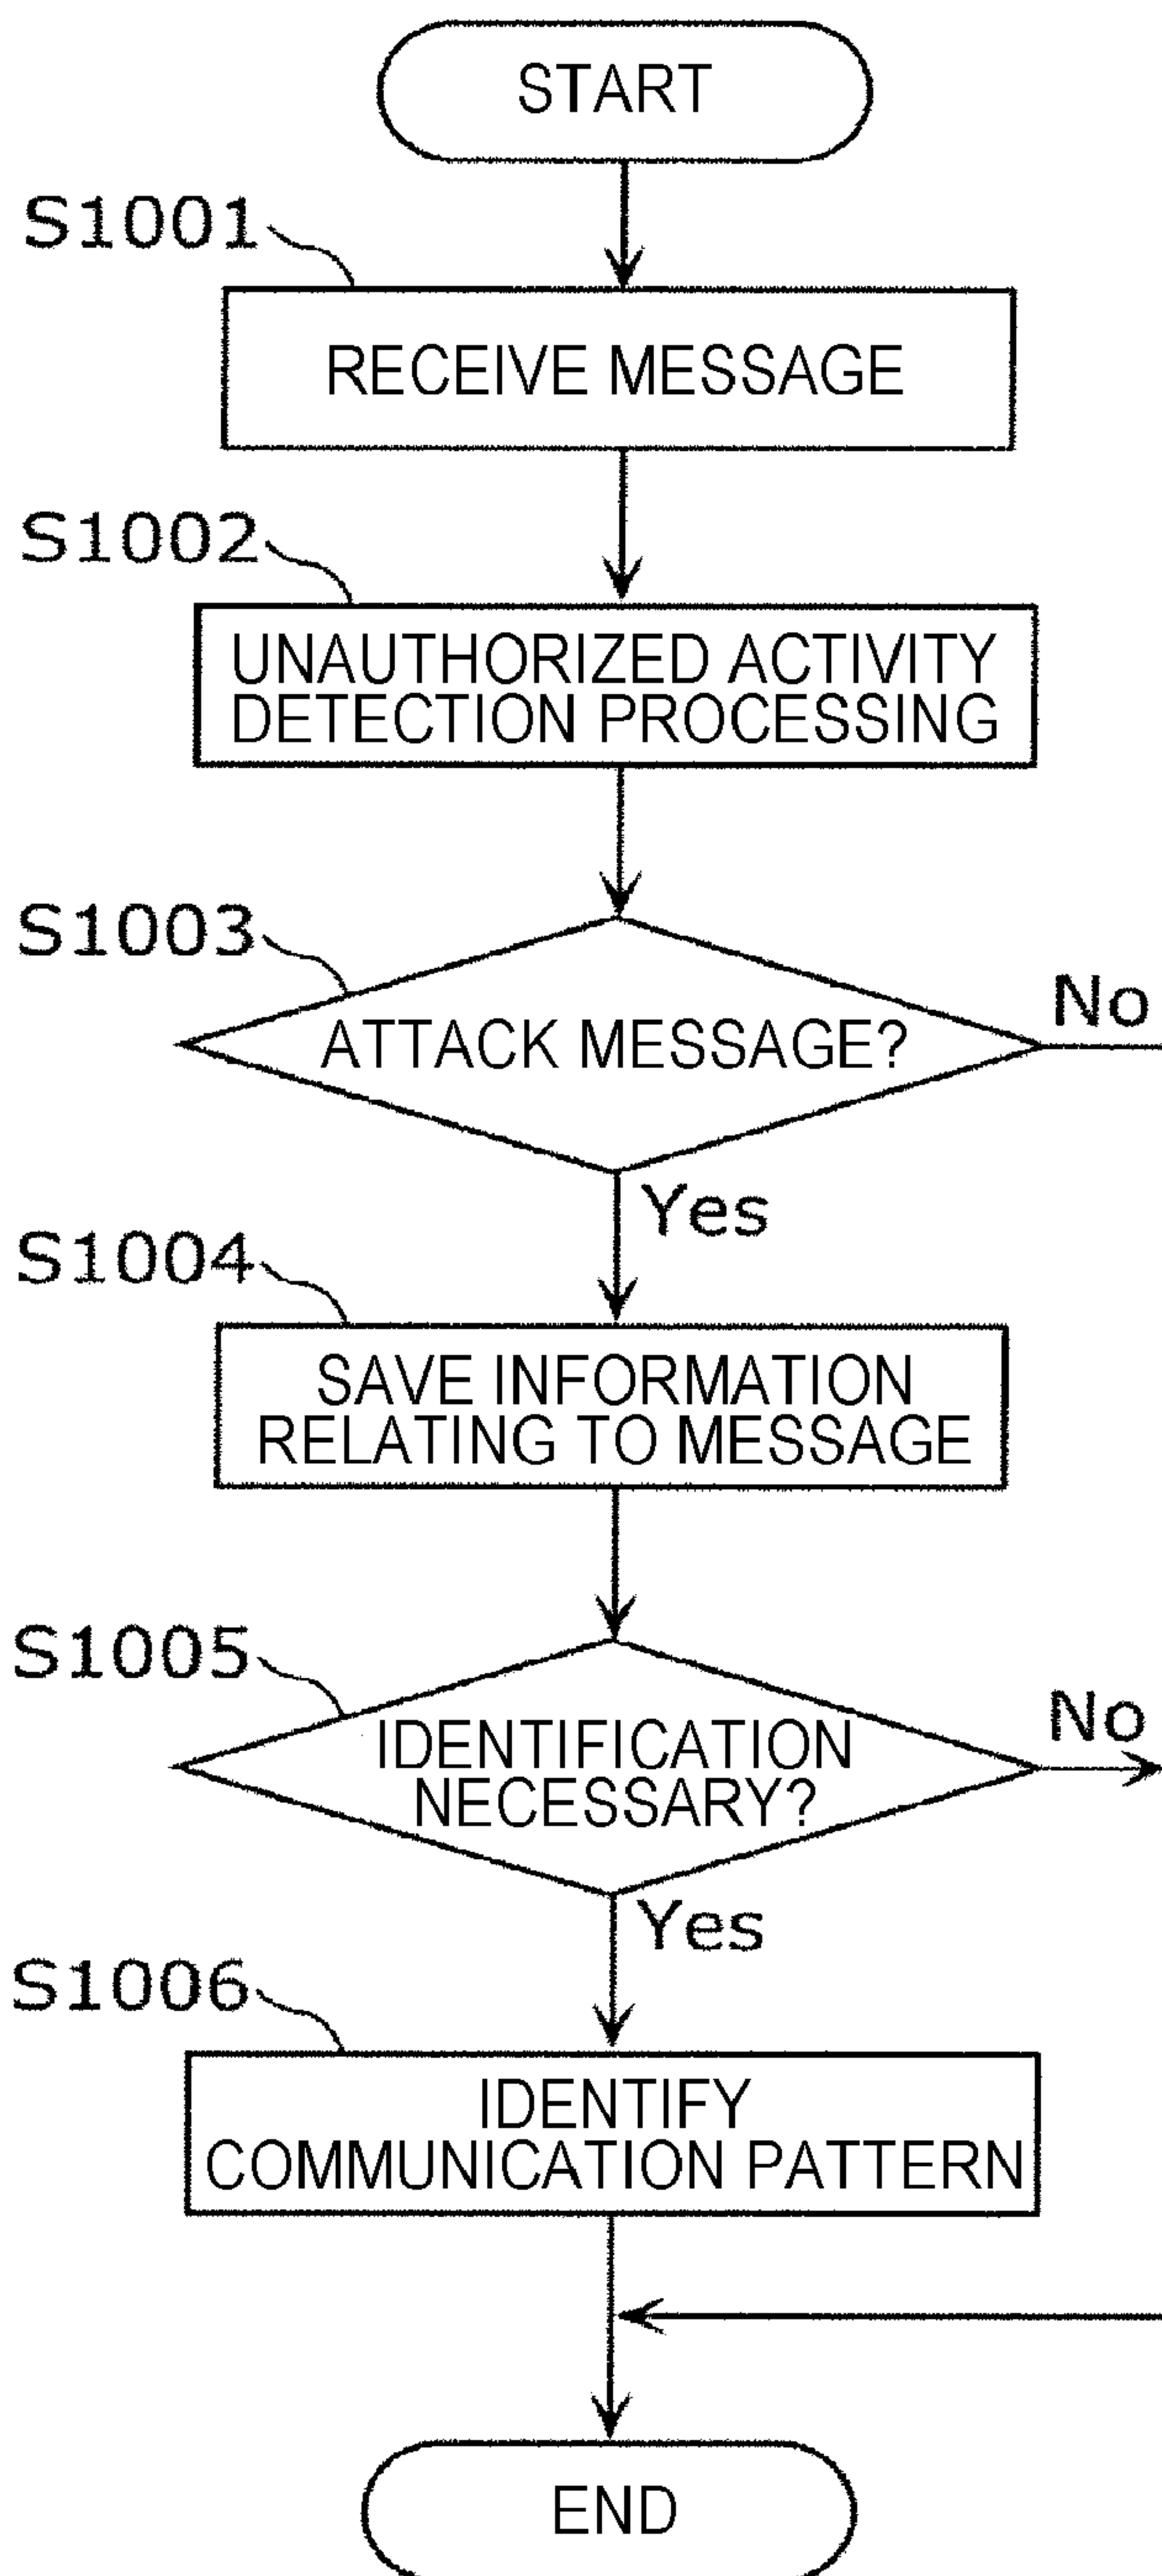 START
S1001
RECEIVE MESSAGE
S1002
UNAUTHORIZED ACTIVITY
DETECTION PROCESSING
S1003
ATTACK MESSAGE?
No
Yes
S1004
SAVE INFORMATION
RELATING TO MESSAGE
S1005
IDENTIFICATION
NECESSARY?
No
Yes
S1006
IDENTIFY
COMMUNICATION PATTERN
END